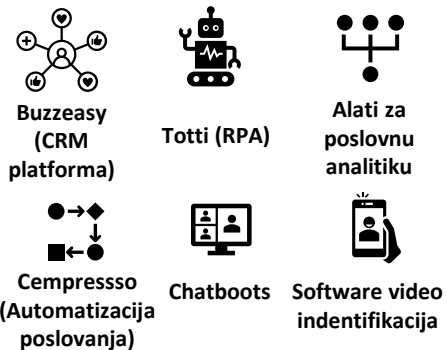 Buzzeasy
(CRM
platforma)
Totti (RPA)
Alati za
poslovnu
analitiku
Cempressso
(Automatizacija
poslovanja)
Chatboots
Software video
indentifikacija